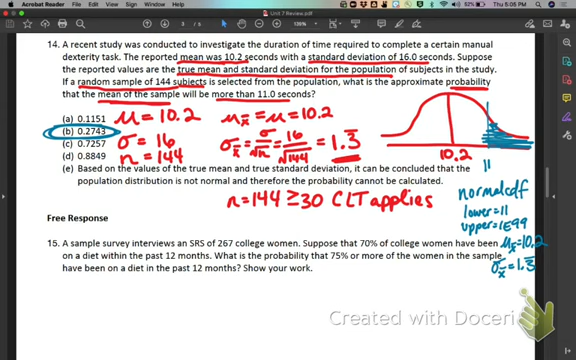 Acrobat Reader File Edit View Sign Window Help
52%
Thu 5:05 PM
Unit 7 Review.pdf
14. A recent study was conducted to investigate the duration of time required to complete a certain manual
dexterity task. The reported mean was 10.2 seconds with a standard deviation of 16.0 seconds. Suppose
the reported values are the true mean and standard deviation for the population of subjects in the study.
If a random sample of 144 subjects is selected from the population, what is the approximate probability
that the mean of the sample will be more than 11.0 seconds?
(a) 0.1151
(b) 0.2743
(c) 0.7257
(d) 0.8849
(e) Based on the values of the true mean and true standard deviation, it can be concluded that the
population distribution is not normal and therefore the probability cannot be calculated.
μ = 10.2
σ = 16
n = 144
μx̄ = μ = 10.2
σx̄ = σ/√n = 16/√144 = 1.3̅
10.2
11
n = 144 ≥ 30 CLT applies
normalcdf
lower = 11
upper = 1E99
μx̄ = 10.2
σx̄ = 1.3̅
Free Response
15. A sample survey interviews an SRS of 267 college women. Suppose that 70% of college women have been
on a diet within the past 12 months. What is the probability that 75% or more of the women in the sample
have been on a diet in the past 12 months? Show your work.
Created with Doceri